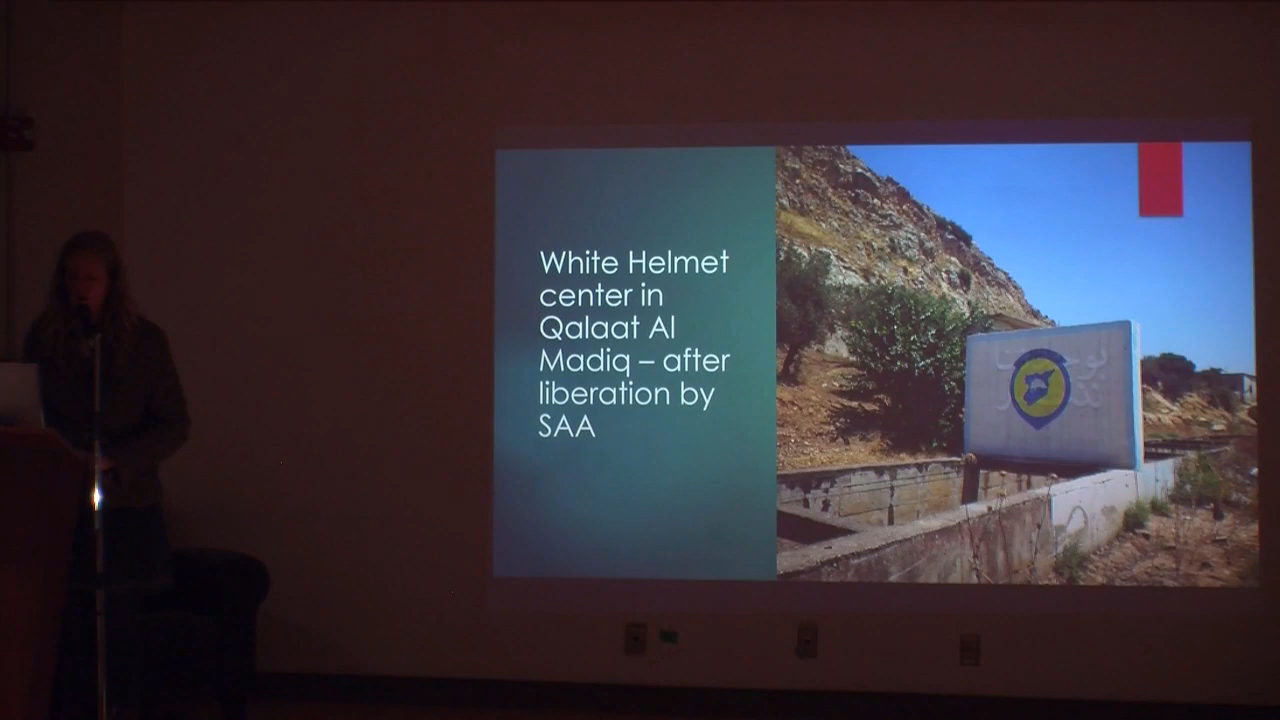 White Helmet
center in
Qalaat Al
Madiq – after
liberation by
SAA